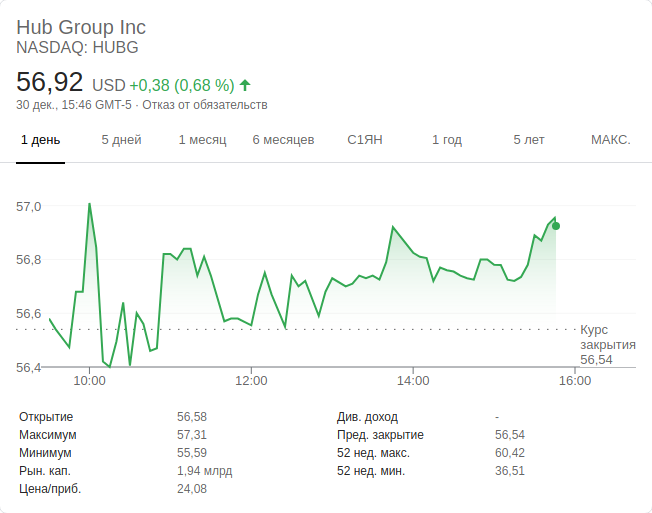 Hub Group Inc
NASDAQ: HUBG
56,92 USD +0,38 (0,68 %)
30 дек., 15:46 GMT-5 · Отказ от обязательств
1 день 5 дней 1 месяц 6 месяцев С1ЯН 1 год 5 лет МАКС.
57,0
56,8
56,6
Курс
закрытия
56,54
56,4
10:00 12:00 14:00 16:00
Открытие 56,58 Див. доход -
Максимум 57,31 Пред. закрытие 56,54
Минимум 55,59 52 нед. макс. 60,42
Рын. кап. 1,94 млрд 52 нед. мин. 36,51
Цена/приб. 24,08